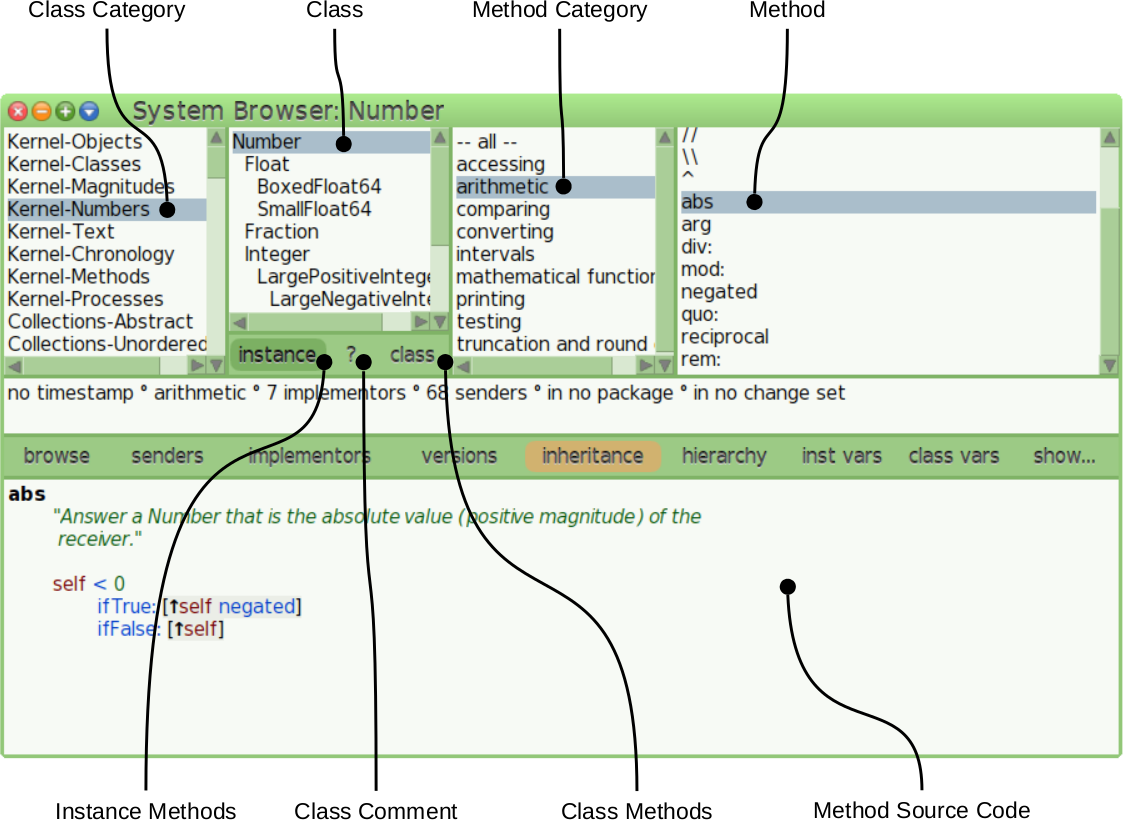 Class Category
Class
Method Category
Method
System Browser: Number
Kernel-Objects
Kernel-Classes
Kernel-Magnitudes
Kernel-Numbers
Kernel-Text
Kernel-Chronology
Kernel-Methods
Kernel-Processes
Collections-Abstract
Collections-Unordered
Number
Float
BoxedFloat64
SmallFloat64
Fraction
Integer
LargePositiveIntege
LargeNegativeInte
instance
?
class
-- all --
accessing
arithmetic
comparing
converting
intervals
mathematical function
printing
testing
truncation and round
//
\\
^
abs
arg
div:
mod:
negated
quo:
reciprocal
rem:
no timestamp ° arithmetic ° 7 implementors ° 68 senders ° in no package ° in no change set
browse senders implementors versions inheritance hierarchy inst vars class vars show...
abs
"Answer a Number that is the absolute value (positive magnitude) of the
receiver."
self < 0
ifTrue: [↑self negated]
ifFalse: [↑self]
Instance Methods
Class Comment
Class Methods
Method Source Code